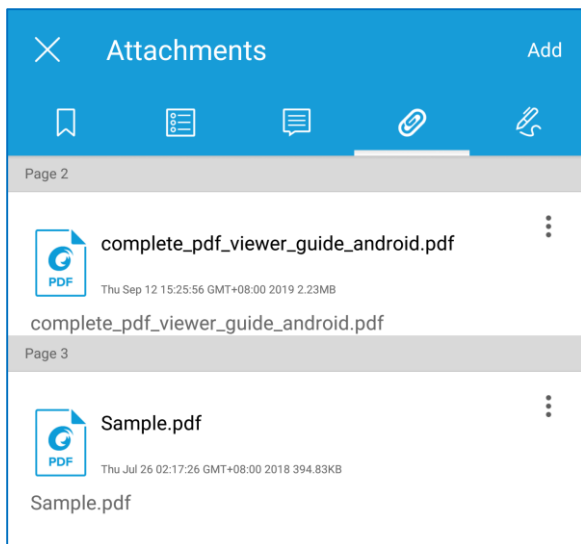 Attachments
Add
Page 2
complete_pdf_viewer_guide_android.pdf
PDF
Thu Sep 12 15:25:56 GMT+08:00 2019 2.23MB
complete_pdf_viewer_guide_android.pdf
Page 3
Sample.pdf
PDF
Thu Jul 26 02:17:26 GMT+08:00 2018 394.83KB
Sample.pdf